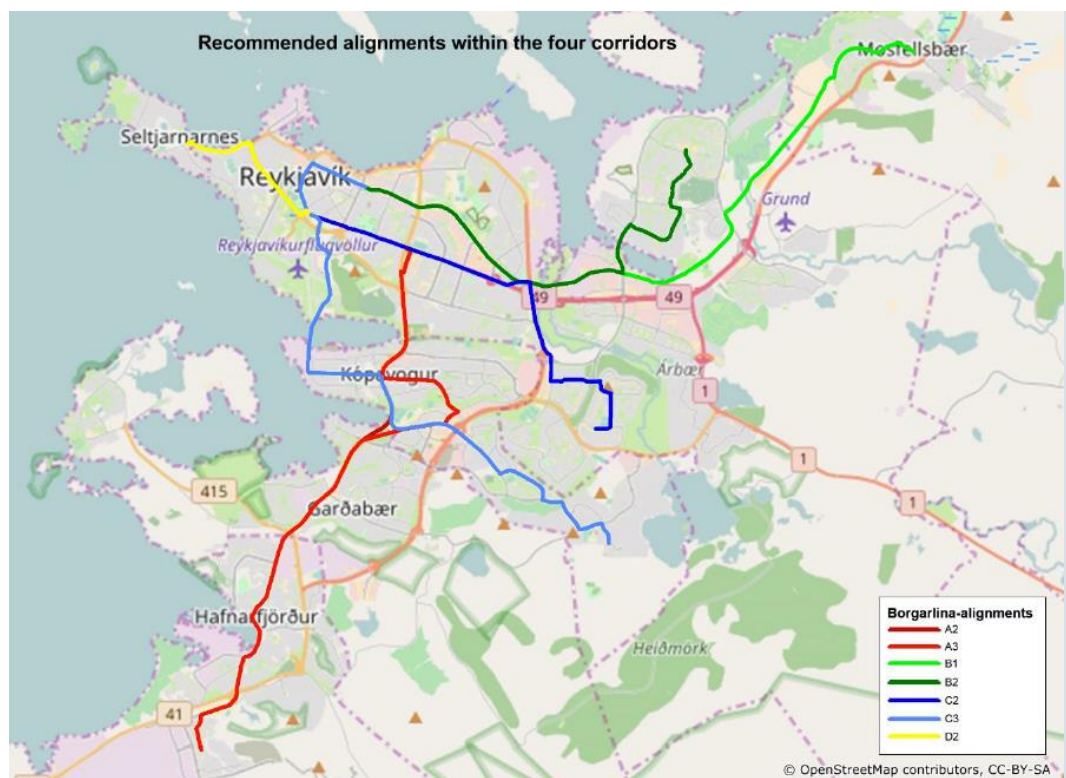 Recommended alignments within the four corridors
Mosfellsbær
Seltjarnarnes
Reykjavík
Grund
Reykjavíkurflugvöllur
49
49
Kópavogur
Árbær
1
1
1
415
Garðabær
Hafnarfjörður
Heiðmörk
41
Borgarlina-alignments
A2
A3
B1
B2
C2
C3
D2
© OpenStreetMap contributors, CC-BY-SA